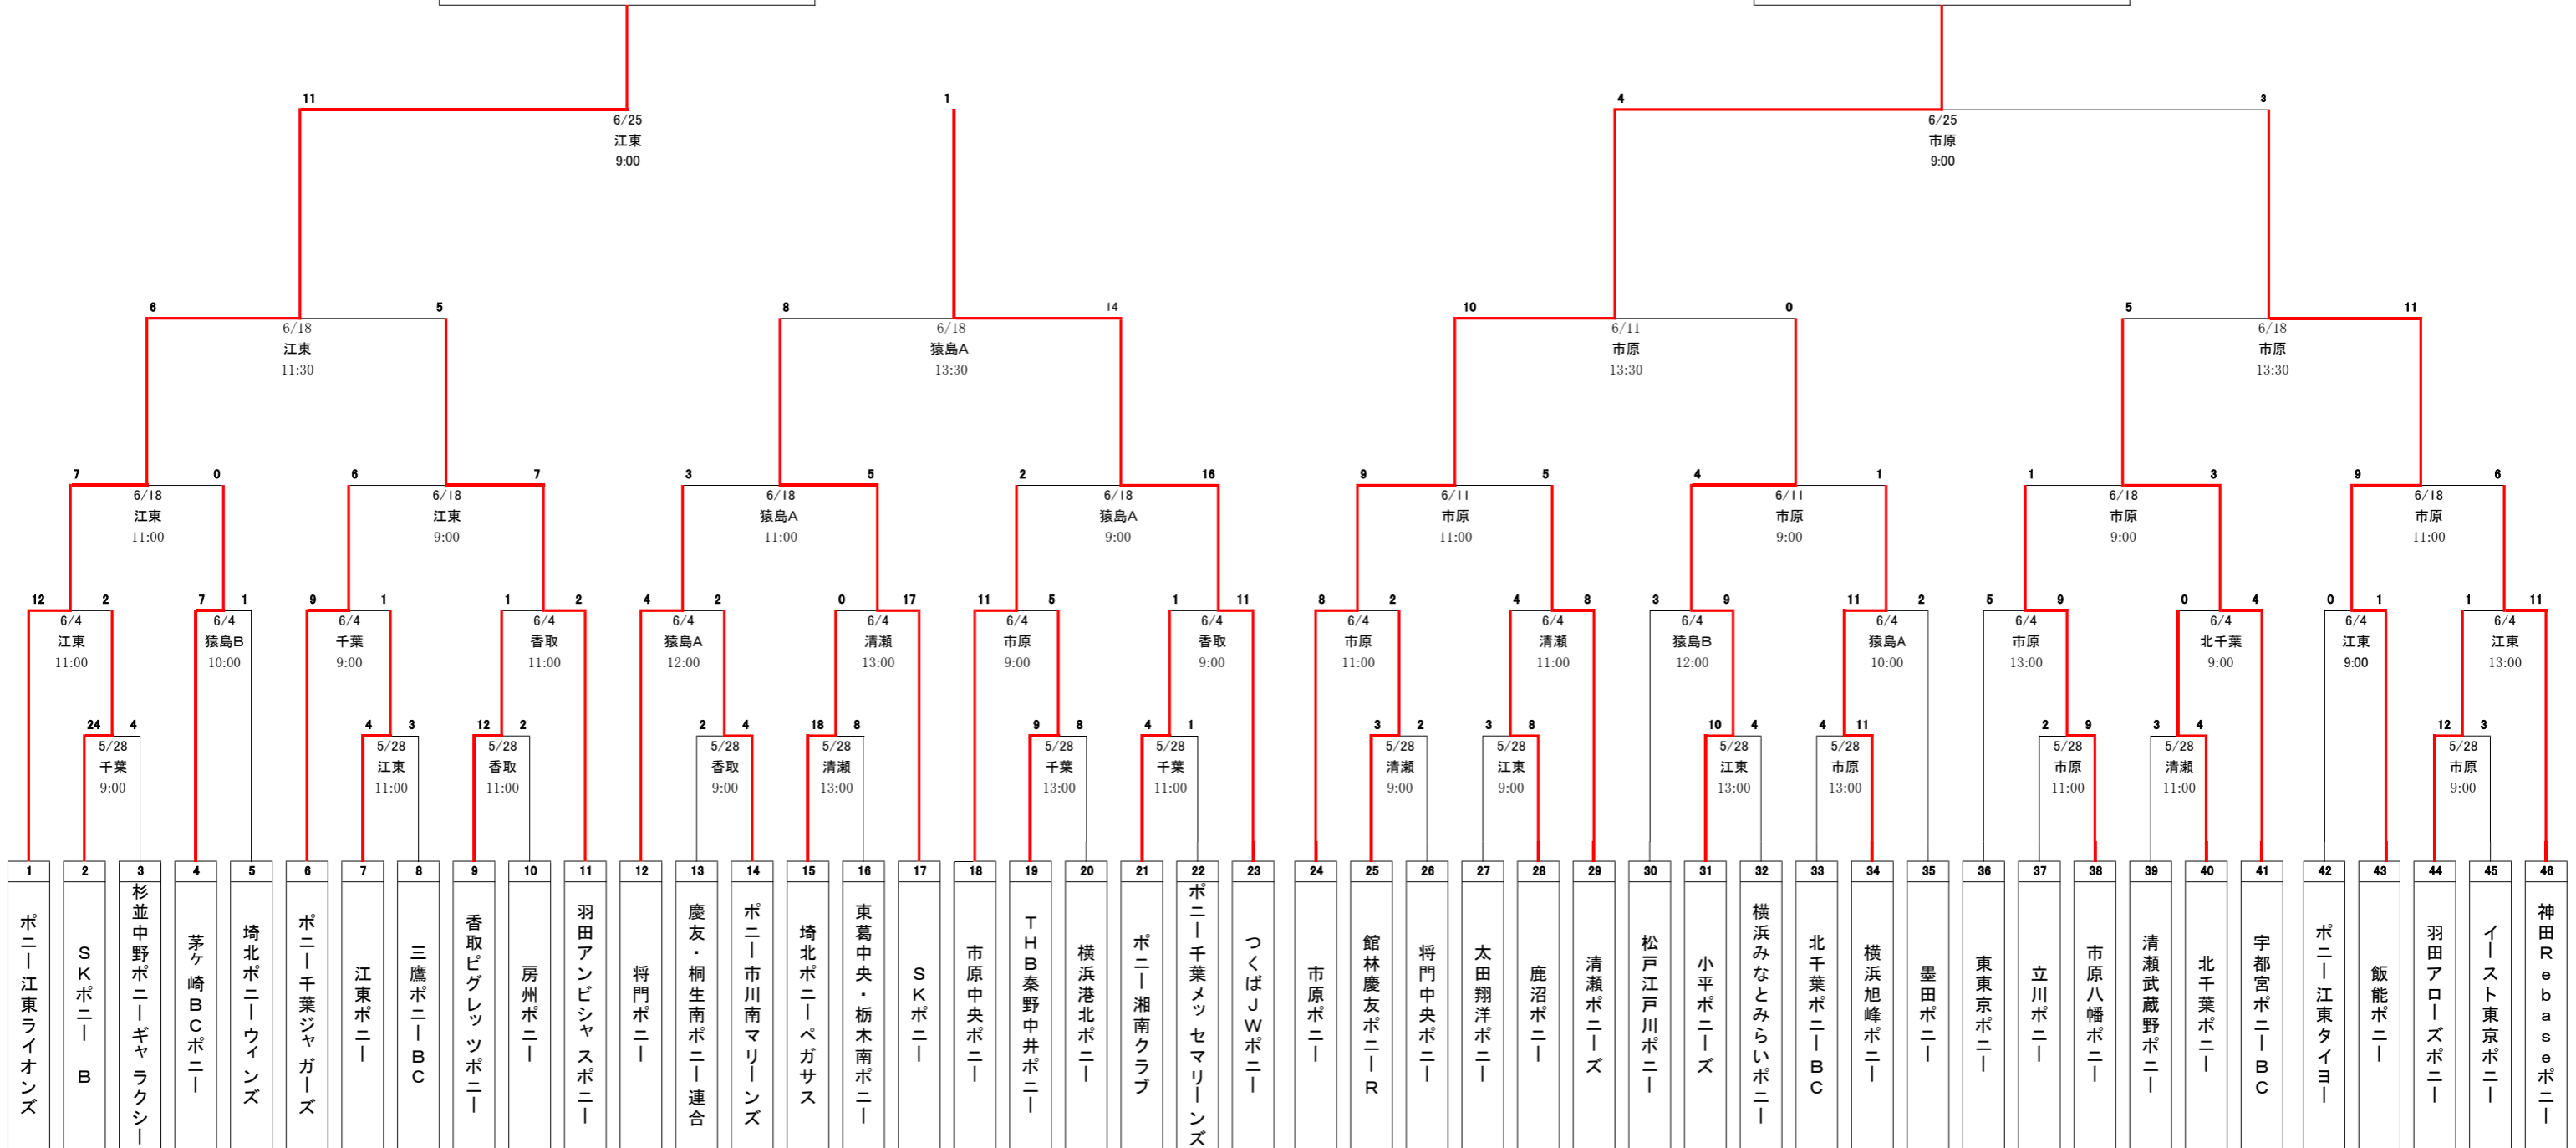 11 1 4 3
6/25 6/25
江東 市原
9:00 9:00
6 5 8 14 10 0 5 11
6/18 6/18 6/11 6/18
江東 猿島A 市原 市原
11:30 13:30 13:30 13:30
7 0 6 7 3 5 2 16 9 5 4 1 1 3 9 6
6/18 6/18 6/18 6/18 6/11 6/11 6/18 6/18
江東 江東 猿島A 猿島A 市原 市原 市原 市原
11:00 9:00 11:00 9:00 11:00 9:00 9:00 11:00
12 2 7 1 9 1 1 2 4 2 0 17 11 5 1 11 8 2 4 8 3 9 11 2 5 9 0 4 0 1 1 11
6/4 6/4 6/4 6/4 6/4 6/4 6/4 6/4 6/4 6/4 6/4 6/4 6/4 6/4 6/4 6/4
江東 猿島B 千葉 香取 猿島A 清瀬 市原 香取 市原 清瀬 猿島B 猿島A 市原 北千葉 江東 江東
11:00 10:00 9:00 11:00 12:00 13:00 9:00 9:00 11:00 11:00 12:00 10:00 13:00 9:00 9:00 13:00
24 4 4 3 12 2 2 4 18 8 9 8 4 1 3 2 3 8 10 4 4 11 2 9 3 4 12 3
5/28 5/28 5/28 5/28 5/28 5/28 5/28 5/28 5/28 5/28 5/28 5/28 5/28 5/28
千葉 江東 香取 香取 清瀬 千葉 千葉 清瀬 江東 江東 市原 市原 清瀬 市原
9:00 11:00 11:00 9:00 13:00 13:00 11:00 9:00 9:00 13:00 13:00 11:00 11:00 9:00
1 2 3 4 5 6 7 8 9 10 11 12 13 14 15 16 17 18 19 20 21 22 23 24 25 26 27 28 29 30 31 32 33 34 35 36 37 38 39 40 41 42 43 44 45 46
ポニー江東ライオンズ
SKポニー B
杉並中野ポニーギャラクシー
茅ヶ崎BCポニー
埼北ポニーウィンズ
ポニー千葉ジャガーズ
江東ポニー
三鷹ポニーBC
香取ピグレッツポニー
房州ポニー
羽田アンビシャスポニー
将門ポニー
慶友・桐生南ポニー連合
ポニー市川南マリーンズ
埼北ポニーペガサス
東葛中央・栃木南ポニー
SKポニー
市原中央ポニー
THB秦野中井ポニー
横浜港北ポニー
ポニー湘南クラブ
ポニー千葉メッセマリーンズ
つくばJWポニー
市原ポニー
館林慶友ポニーR
将門中央ポニー
太田翔洋ポニー
鹿沼ポニー
清瀬ポニーズ
松戸江戸川ポニー
小平ポニーズ
横浜みなとみらいポニー
北千葉ポニーBC
横浜旭峰ポニー
墨田ポニー
東東京ポニー
立川ポニー
市原八幡ポニー
清瀬武蔵野ポニー
北千葉ポニー
宇都宮ポニーBC
ポニー江東タイヨー
飯能ポニー
羽田アローズポニー
イースト東京ポニー
神田Rebaseポニー